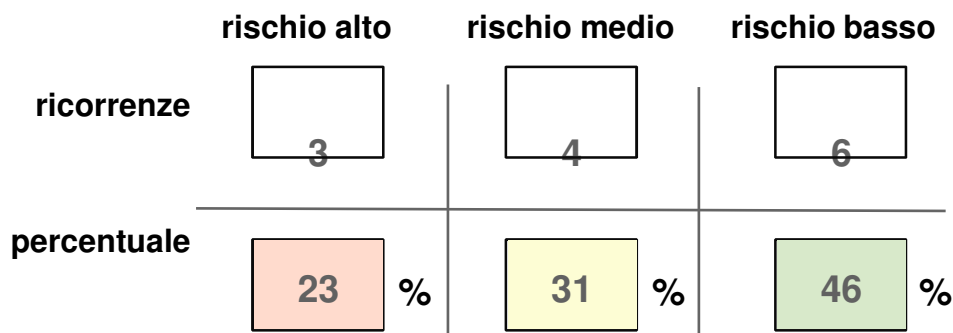 rischio alto rischio medio rischio basso
ricorrenze 3 4 6
percentuale 23 % 31 % 46 %